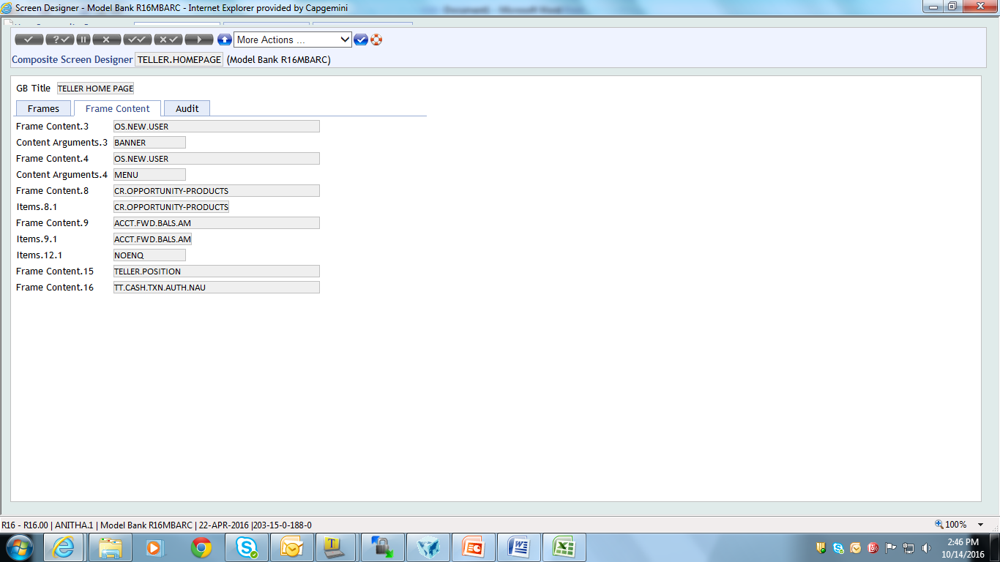 Screen Designer - Model Bank R16MBARC - Internet Explorer provided by Capgemini
More Actions ...
Composite Screen Designer TELLER.HOMEPAGE (Model Bank R16MBARC)
GB Title TELLER HOME PAGE
Frames Frame Content Audit
Frame Content.3 OS.NEW.USER
Content Arguments.3 BANNER
Frame Content.4 OS.NEW.USER
Content Arguments.4 MENU
Frame Content.8 CR.OPPORTUNITY-PRODUCTS
Items.8.1 CR.OPPORTUNITY-PRODUCTS
Frame Content.9 ACCT.FWD.BALS.AM
Items.9.1 ACCT.FWD.BALS.AM
Items.12.1 NOENQ
Frame Content.15 TELLER.POSITION
Frame Content.16 TT.CASH.TXN.AUTH.NAU
R16 - R16.00 | ANITHA.1 | Model Bank R16MBARC | 22-APR-2016 |203-15-0-188-0
100%
2:46 PM
10/14/2016